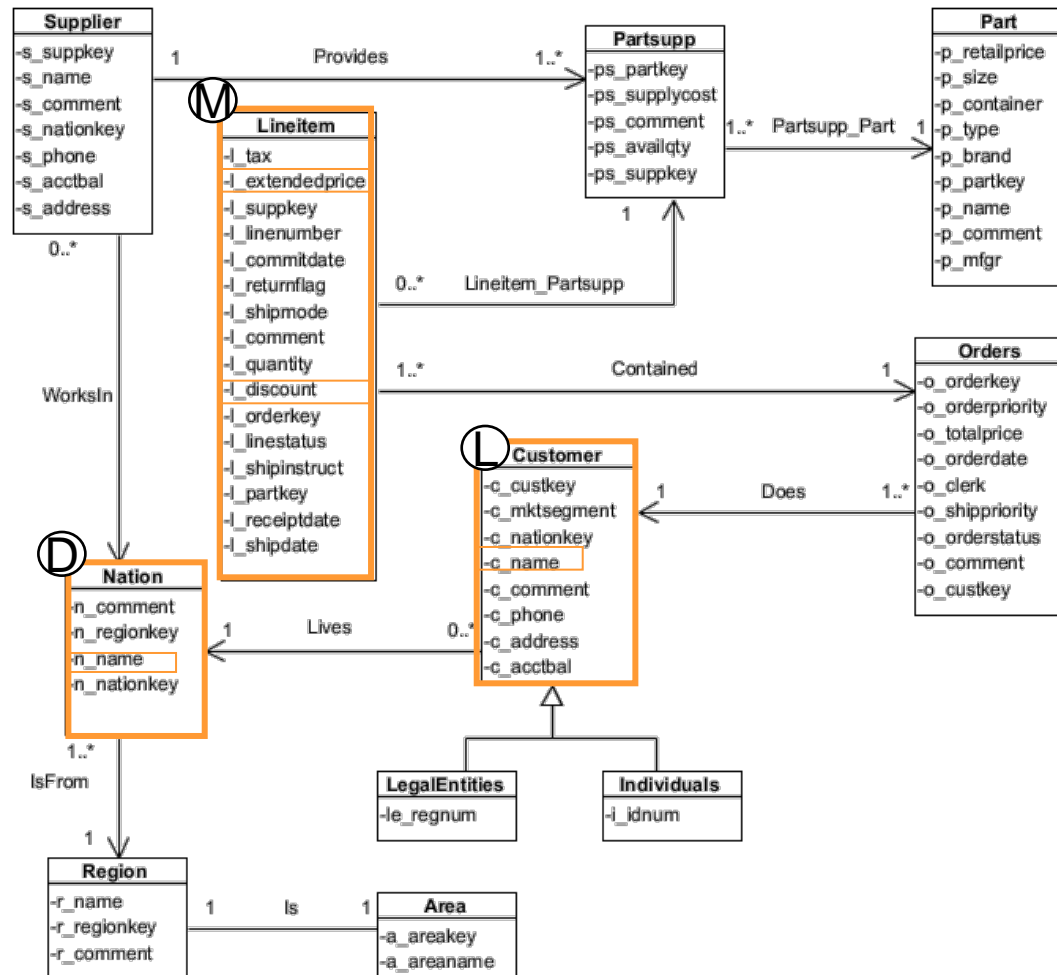 Supplier
-s_suppkey
-s_name
-s_comment
-s_nationkey
-s_phone
-s_acctbal
-s_address
1
Provides
1..*
Partsupp
-ps_partkey
-ps_supplycost
-ps_comment
-ps_availqty
-ps_suppkey
1..*
Partsupp_Part
1
Part
-p_retailprice
-p_size
-p_container
-p_type
-p_brand
-p_partkey
-p_name
-p_comment
-p_mfgr
M
Lineitem
-l_tax
-l_extendedprice
-l_suppkey
-l_linenumber
-l_commitdate
-l_returnflag
-l_shipmode
-l_comment
-l_quantity
-l_discount
-l_orderkey
-l_linestatus
-l_shipinstruct
-l_partkey
-l_receiptdate
-l_shipdate
0..*
Lineitem_Partsupp
1
1..*
Contained
1
Orders
-o_orderkey
-o_orderpriority
-o_totalprice
-o_orderdate
-o_clerk
-o_shippriority
-o_orderstatus
-o_comment
-o_custkey
0..*
WorksIn
L
Customer
-c_custkey
-c_mktsegment
-c_nationkey
-c_name
-c_comment
-c_phone
-c_address
-c_acctbal
1
Does
1..*
D
Nation
-n_comment
-n_regionkey
-n_name
-n_nationkey
1
Lives
0..*
1..*
IsFrom
1
LegalEntities
-le_regnum
Individuals
-i_idnum
Region
-r_name
-r_regionkey
-r_comment
1
Is
1
Area
-a_areakey
-a_areaname